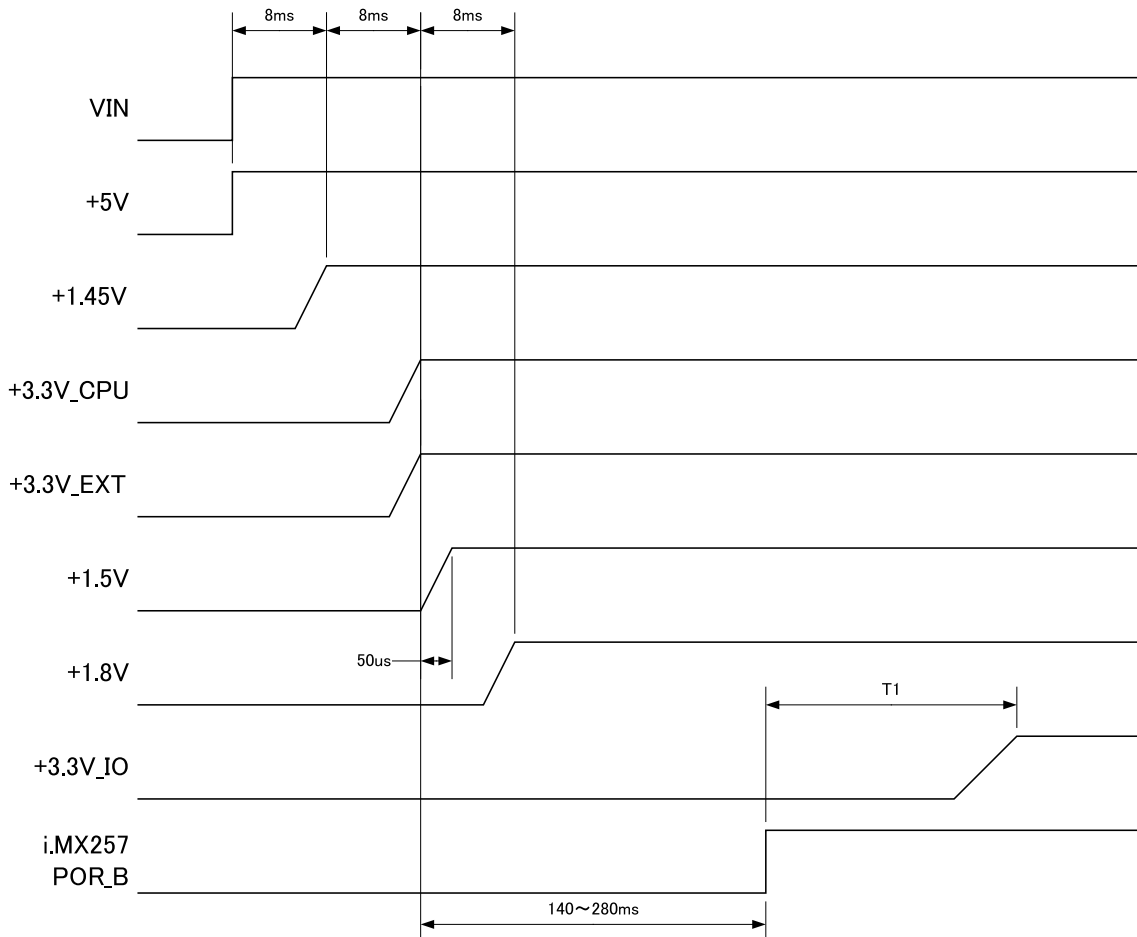 8ms 8ms 8ms
VIN
+5V
+1.45V
+3.3V_CPU
+3.3V_EXT
+1.5V
50us
+1.8V
T1
+3.3V_IO
i.MX257
POR_B
140～280ms